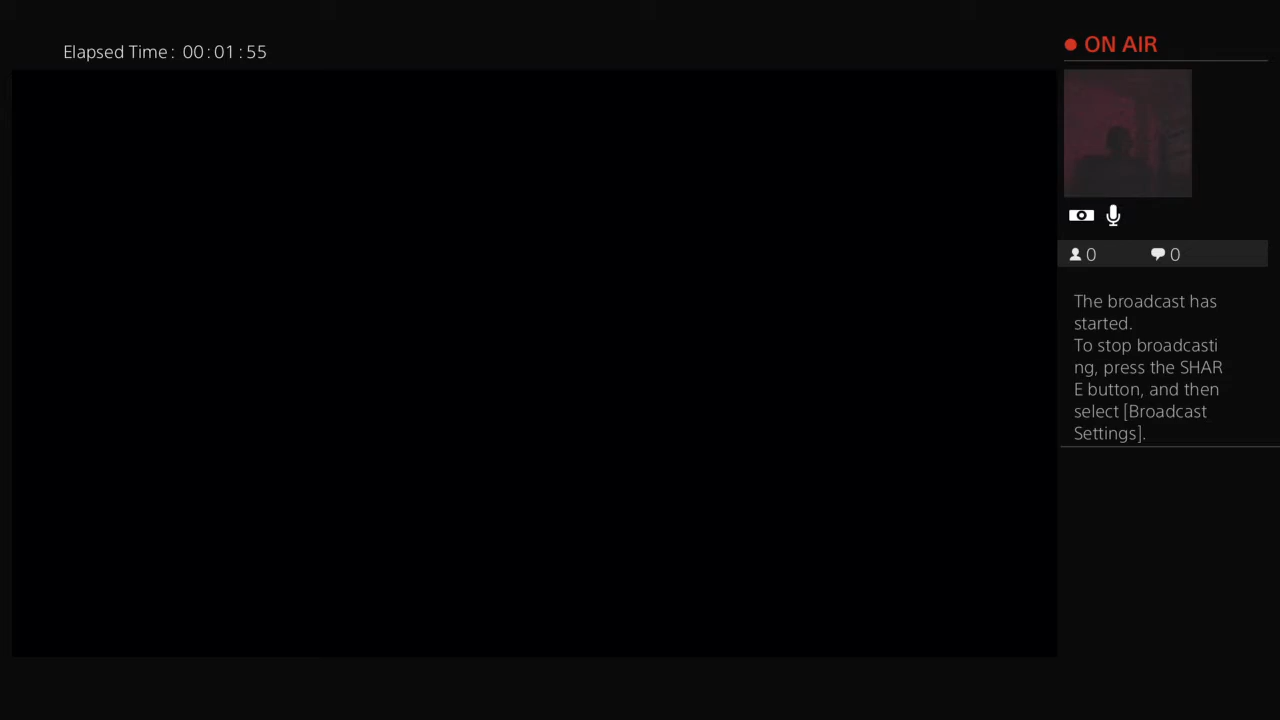 Elapsed Time: 00:01:55
ON AIR
0 0
The broadcast has
started.
To stop broadcasti
ng, press the SHAR
E button, and then
select [Broadcast
Settings].